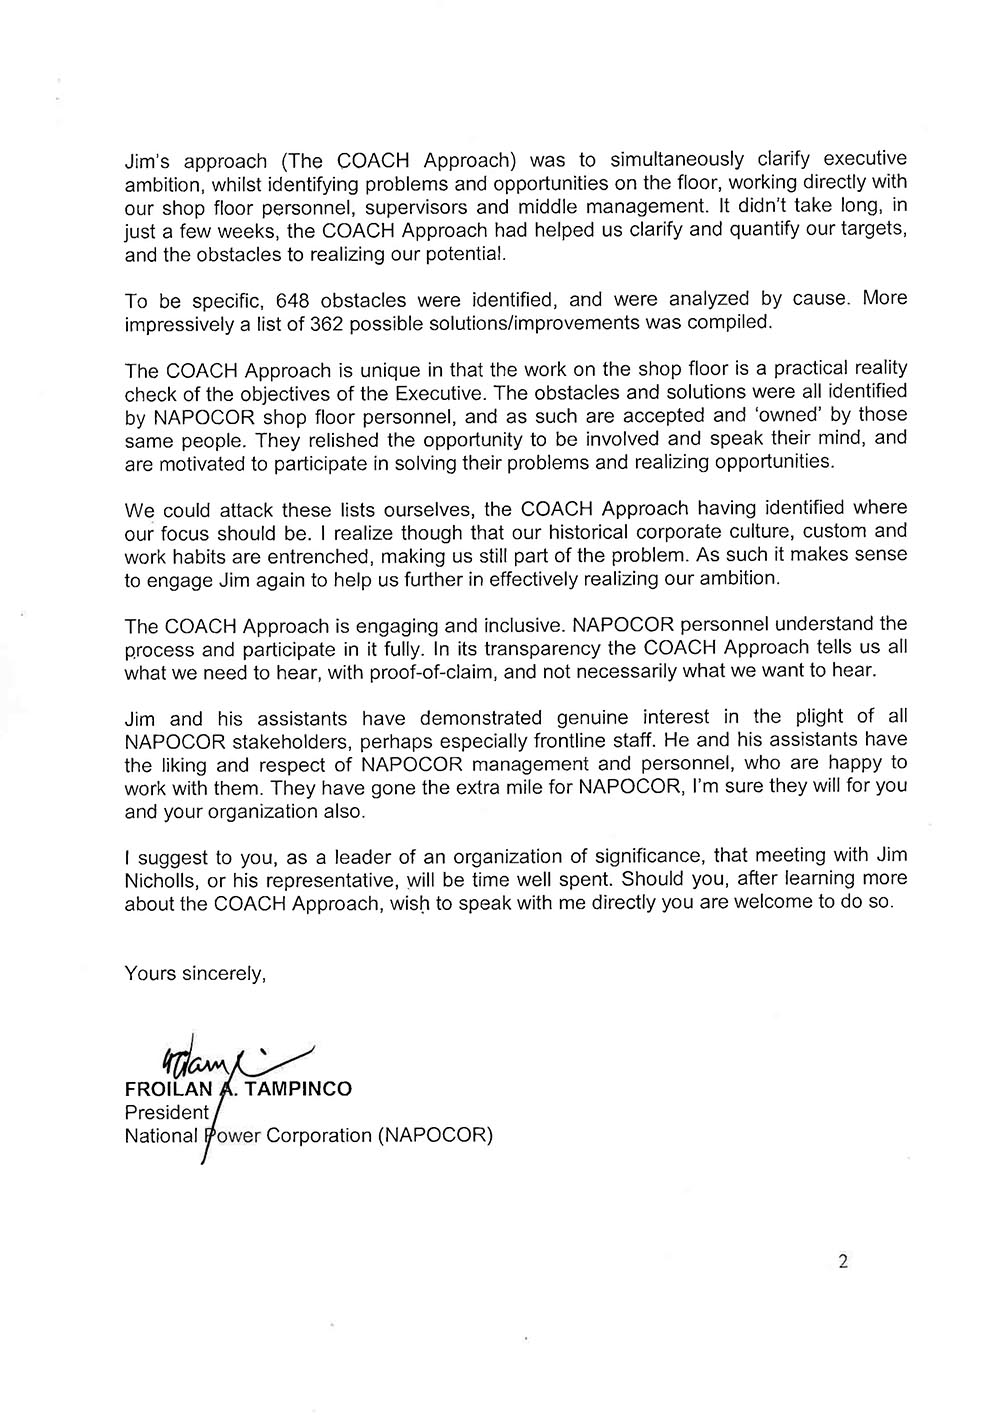 Jim's approach (The COACH Approach) was to simultaneously clarify executive
ambition, whilst identifying problems and opportunities on the floor, working directly with
our shop floor personnel, supervisors and middle management. It didn't take long, in
just a few weeks, the COACH Approach had helped us clarify and quantify our targets,
and the obstacles to realizing our potential.
To be specific, 648 obstacles were identified, and were analyzed by cause. More
impressively a list of 362 possible solutions/improvements was compiled.
The COACH Approach is unique in that the work on the shop floor is a practical reality
check of the objectives of the Executive. The obstacles and solutions were all identified
by NAPOCOR shop floor personnel, and as such are accepted and 'owned' by those
same people. They relished the opportunity to be involved and speak their mind, and
are motivated to participate in solving their problems and realizing opportunities.
We could attack these lists ourselves, the COACH Approach having identified where
our focus should be. I realize though that our historical corporate culture, custom and
work habits are entrenched, making us still part of the problem. As such it makes sense
to engage Jim again to help us further in effectively realizing our ambition.
The COACH Approach is engaging and inclusive. NAPOCOR personnel understand the
process and participate in it fully. In its transparency the COACH Approach tells us all
what we need to hear, with proof-of-claim, and not necessarily what we want to hear.
Jim and his assistants have demonstrated genuine interest in the plight of all
NAPOCOR stakeholders, perhaps especially frontline staff. He and his assistants have
the liking and respect of NAPOCOR management and personnel, who are happy to
work with them. They have gone the extra mile for NAPOCOR, I'm sure they will for you
and your organization also.
I suggest to you, as a leader of an organization of significance, that meeting with Jim
Nicholls, or his representative, will be time well spent. Should you, after learning more
about the COACH Approach, wish to speak with me directly you are welcome to do so.
Yours sincerely,
FROILAN A. TAMPINCO
President
National Power Corporation (NAPOCOR)
2